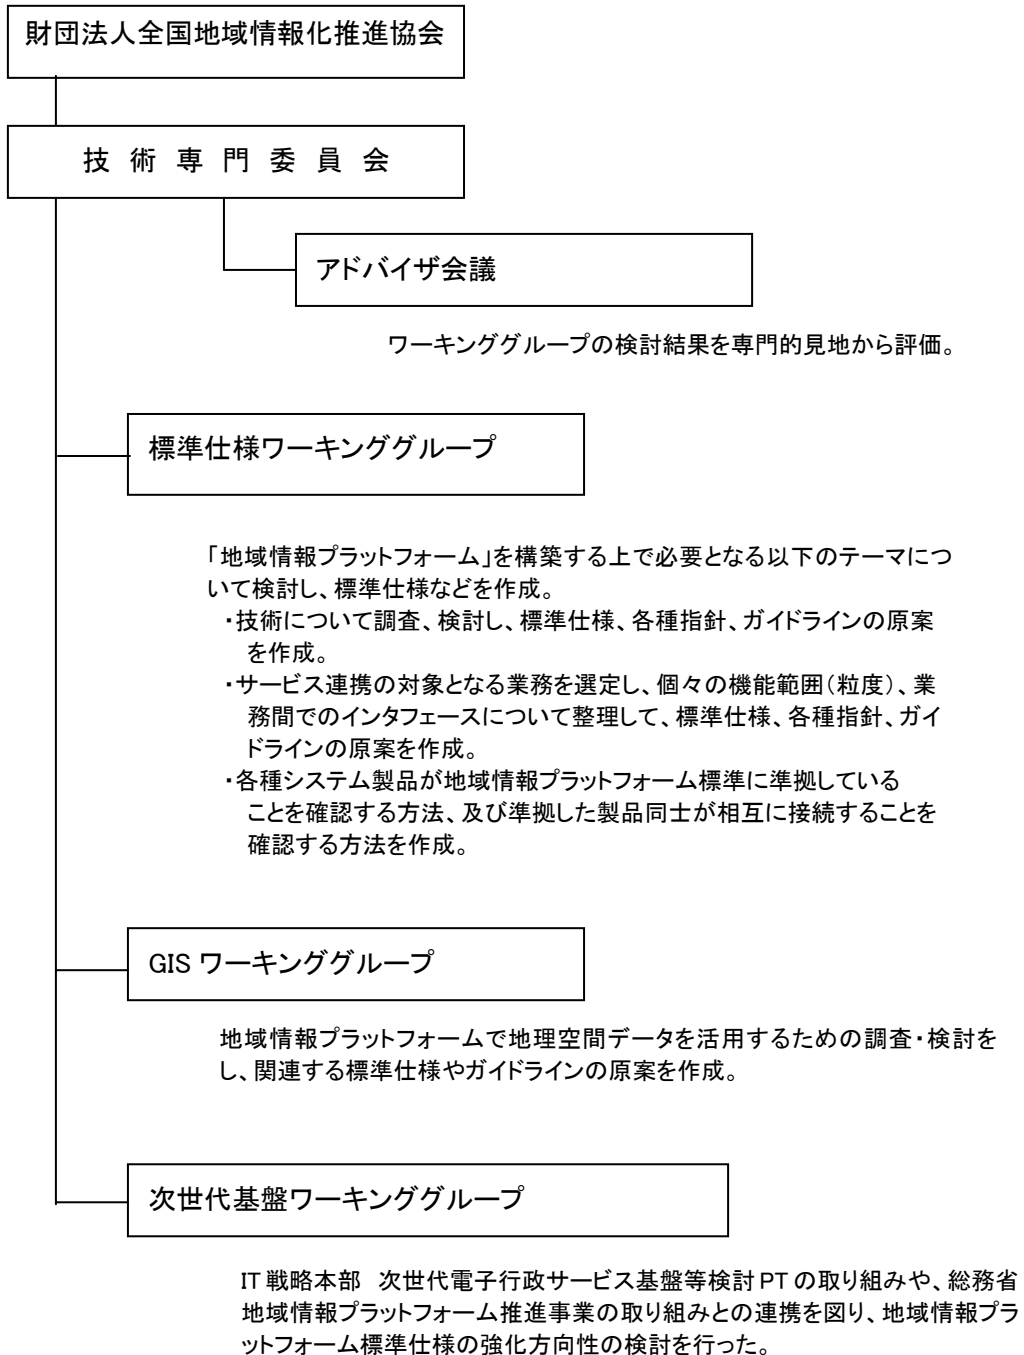 財団法人全国地域情報化推進協会
技 術 専 門 委 員 会
アドバイザ会議
ワーキンググループの検討結果を専門的見地から評価。
標準仕様ワーキンググループ
「地域情報プラットフォーム」を構築する上で必要となる以下のテーマにつ
いて検討し、標準仕様などを作成。
・技術について調査、検討し、標準仕様、各種指針、ガイドラインの原案
を作成。
・サービス連携の対象となる業務を選定し、個々の機能範囲（粒度）、業
務間でのインタフェースについて整理して、標準仕様、各種指針、ガイ
ドラインの原案を作成。
・各種システム製品が地域情報プラットフォーム標準に準拠している
ことを確認する方法、及び準拠した製品同士が相互に接続することを
確認する方法を作成。
GIS ワーキンググループ
地域情報プラットフォームで地理空間データを活用するための調査・検討を
し、関連する標準仕様やガイドラインの原案を作成。
次世代基盤ワーキンググループ
IT 戦略本部　次世代電子行政サービス基盤等検討 PT の取り組みや、総務省
地域情報プラットフォーム推進事業の取り組みとの連携を図り、地域情報プラ
ットフォーム標準仕様の強化方向性の検討を行った。